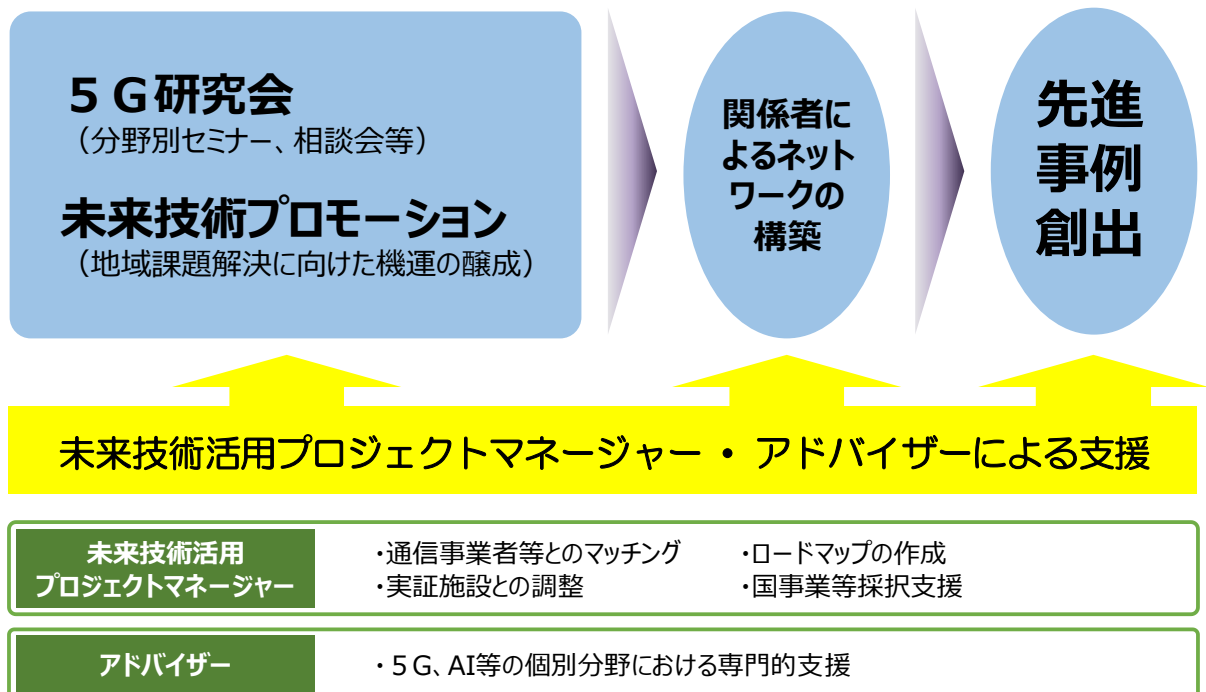 ５Ｇ研究会
（分野別セミナー、相談会等）
未来技術プロモーション
（地域課題解決に向けた機運の醸成）
関係者に
よるネット
ワークの
構築
先進
事例
創出
未来技術活用プロジェクトマネージャー・アドバイザーによる支援
未来技術活用
プロジェクトマネージャー
・通信事業者等とのマッチング
・実証施設との調整
・ロードマップの作成
・国事業等採択支援
アドバイザー
・５Ｇ、AI等の個別分野における専門的支援